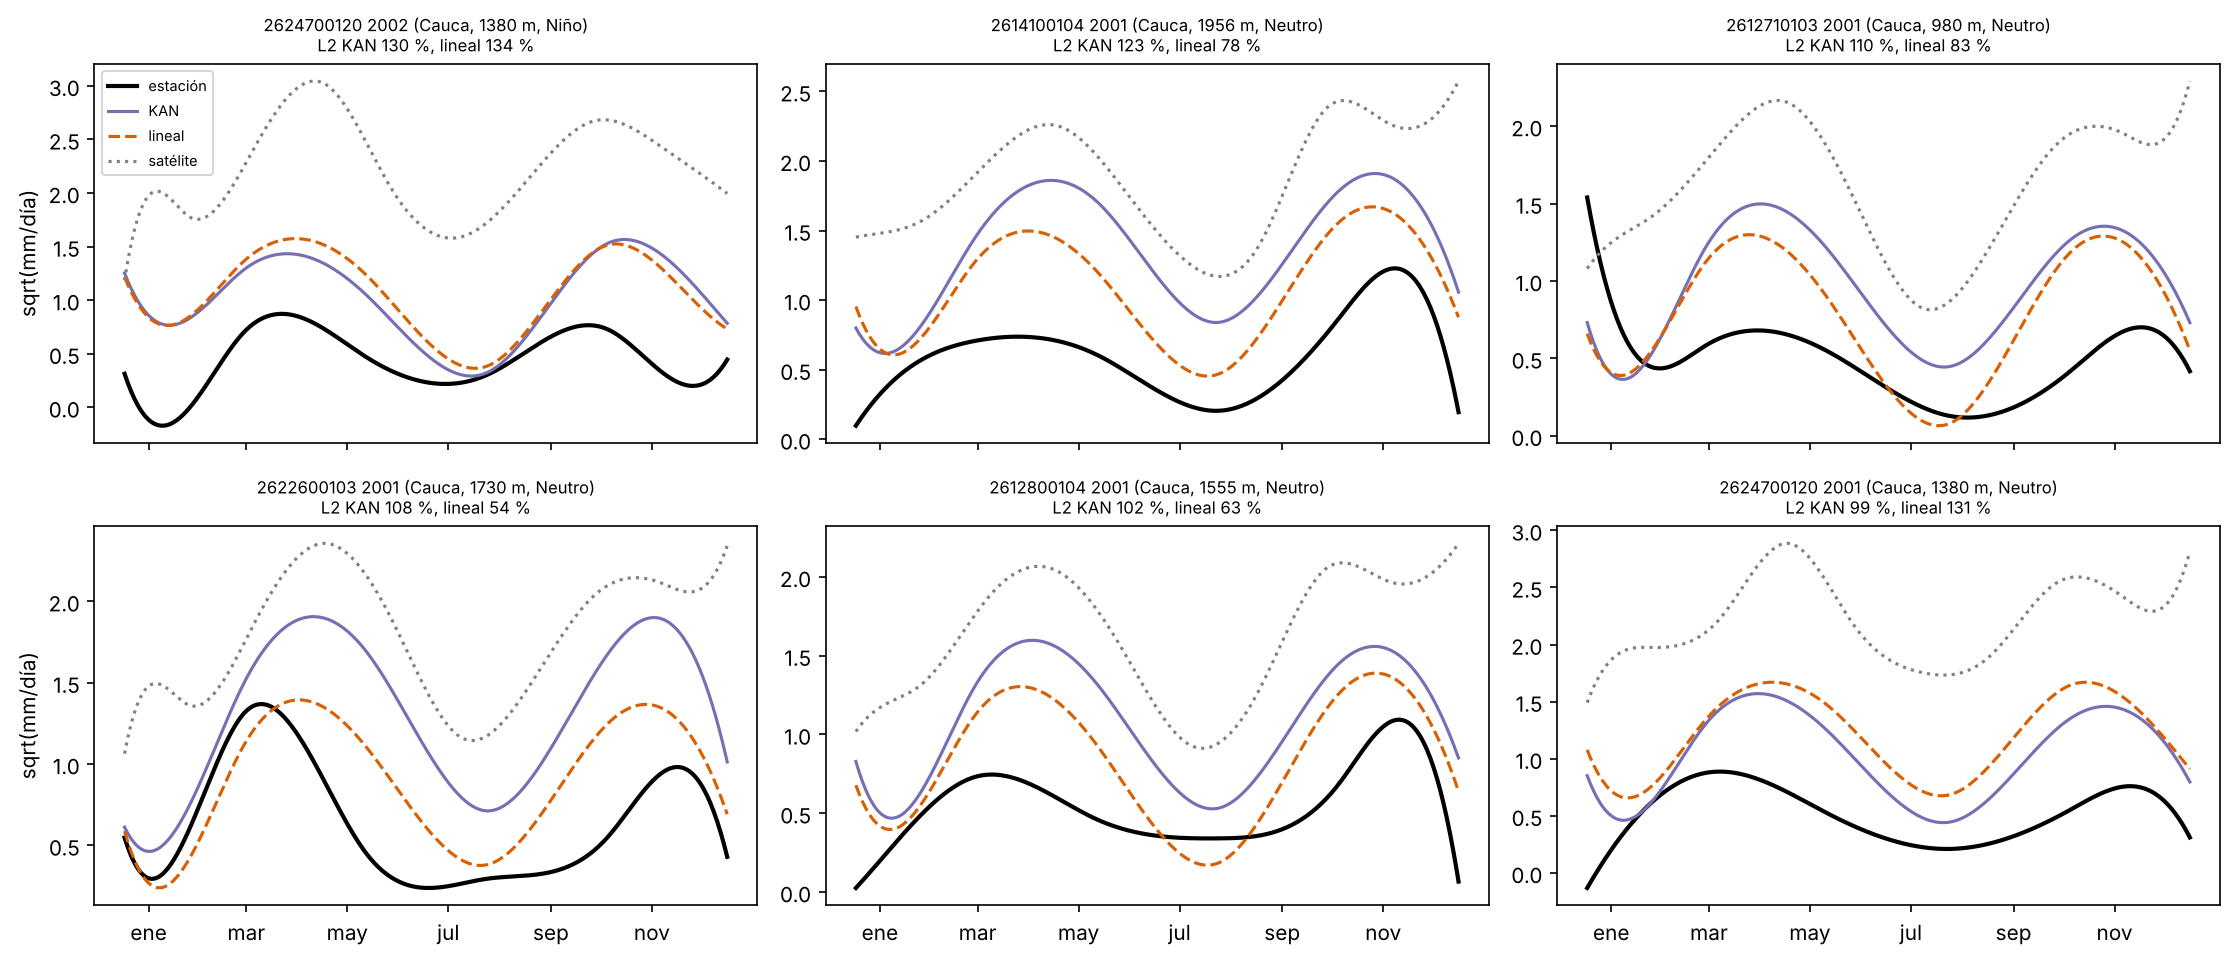 2624700120 2002 (Cauca, 1380 m, Niño)
L2 KAN 130 %, lineal 134 %
2614100104 2001 (Cauca, 1956 m, Neutro)
L2 KAN 123 %, lineal 78 %
2612710103 2001 (Cauca, 980 m, Neutro)
L2 KAN 110 %, lineal 83 %
estación
KAN
lineal
satélite
sqrt(mm/día)
3.0
2.5
2.0
1.5
1.0
0.5
0.0
2.5
2.0
1.5
1.0
0.5
0.0
2.0
1.5
1.0
0.5
0.0
2622600103 2001 (Cauca, 1730 m, Neutro)
L2 KAN 108 %, lineal 54 %
2612800104 2001 (Cauca, 1555 m, Neutro)
L2 KAN 102 %, lineal 63 %
2624700120 2001 (Cauca, 1380 m, Neutro)
L2 KAN 99 %, lineal 131 %
sqrt(mm/día)
2.0
1.5
1.0
0.5
2.0
1.5
1.0
0.5
0.0
3.0
2.5
2.0
1.5
1.0
0.5
0.0
ene mar may jul sep nov
ene mar may jul sep nov
ene mar may jul sep nov